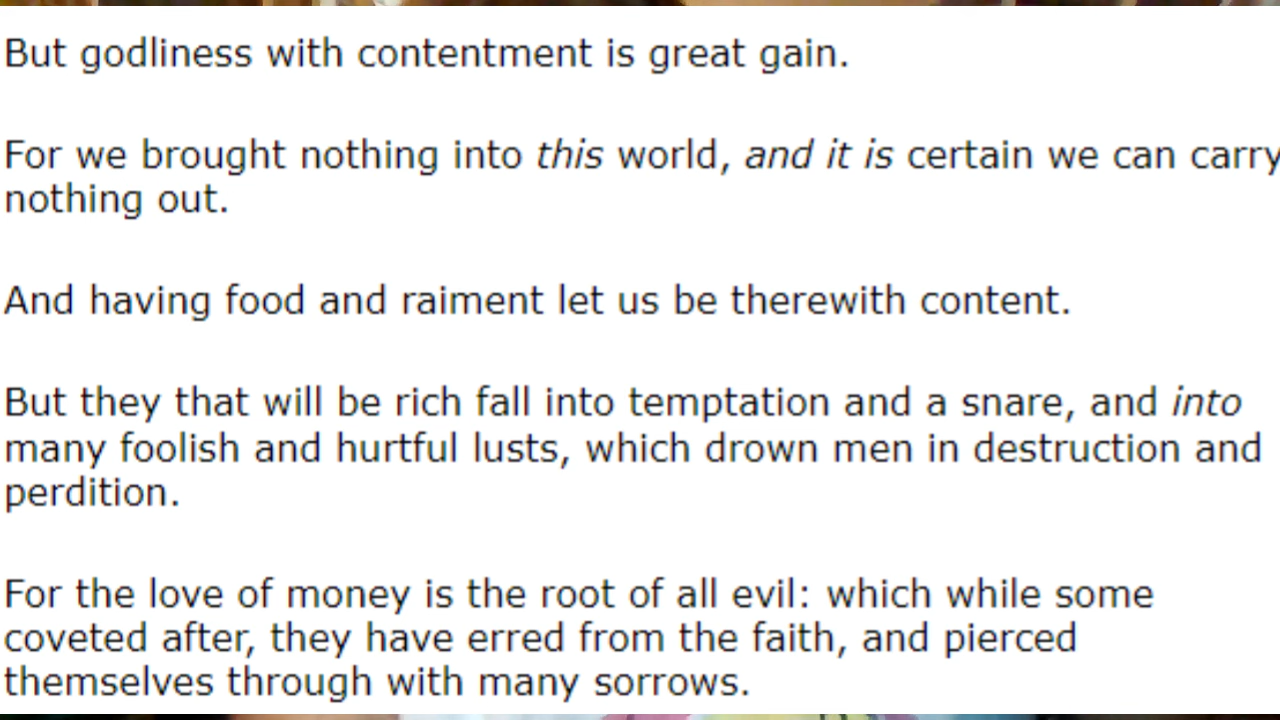 But godliness with contentment is great gain.
For we brought nothing into this world, and it is certain we can carry
nothing out.
And having food and raiment let us be therewith content.
But they that will be rich fall into temptation and a snare, and into
many foolish and hurtful lusts, which drown men in destruction and
perdition.
For the love of money is the root of all evil: which while some
coveted after, they have erred from the faith, and pierced
themselves through with many sorrows.